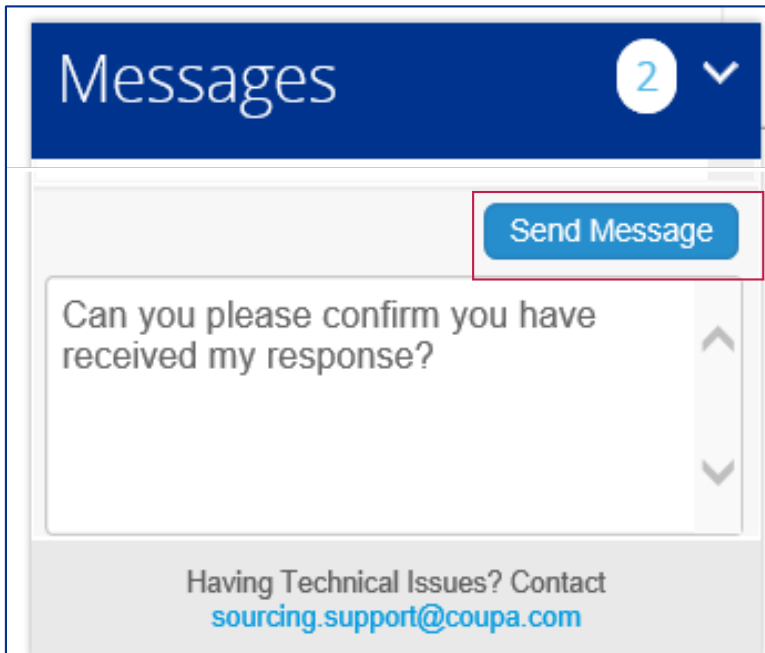 Messages 2
Send Message
Can you please confirm you have
received my response?
Having Technical Issues? Contact
sourcing.support@coupa.com